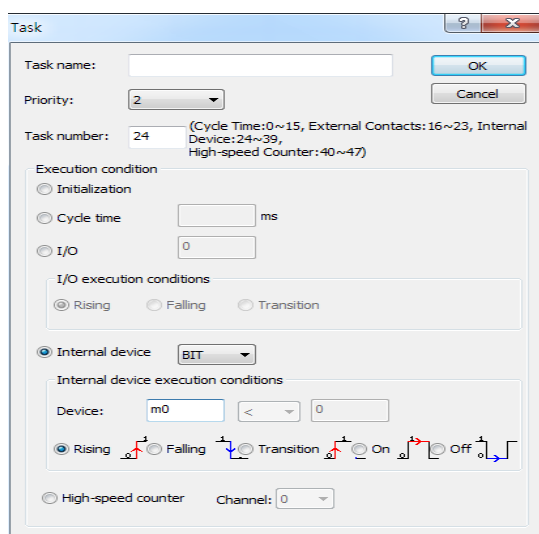 Task
Task name:
OK
Priority: 2
Cancel
Task number: 24 (Cycle Time:0~15, External Contacts:16~23, Internal
Device:24~39,
High-speed Counter:40~47)
Execution condition
Initialization
Cycle time ms
I/O 0
I/O execution conditions
Rising Falling Transition
Internal device BIT
Internal device execution conditions
Device: m0 < 0
Rising Falling Transition On Off
High-speed counter Channel: 0